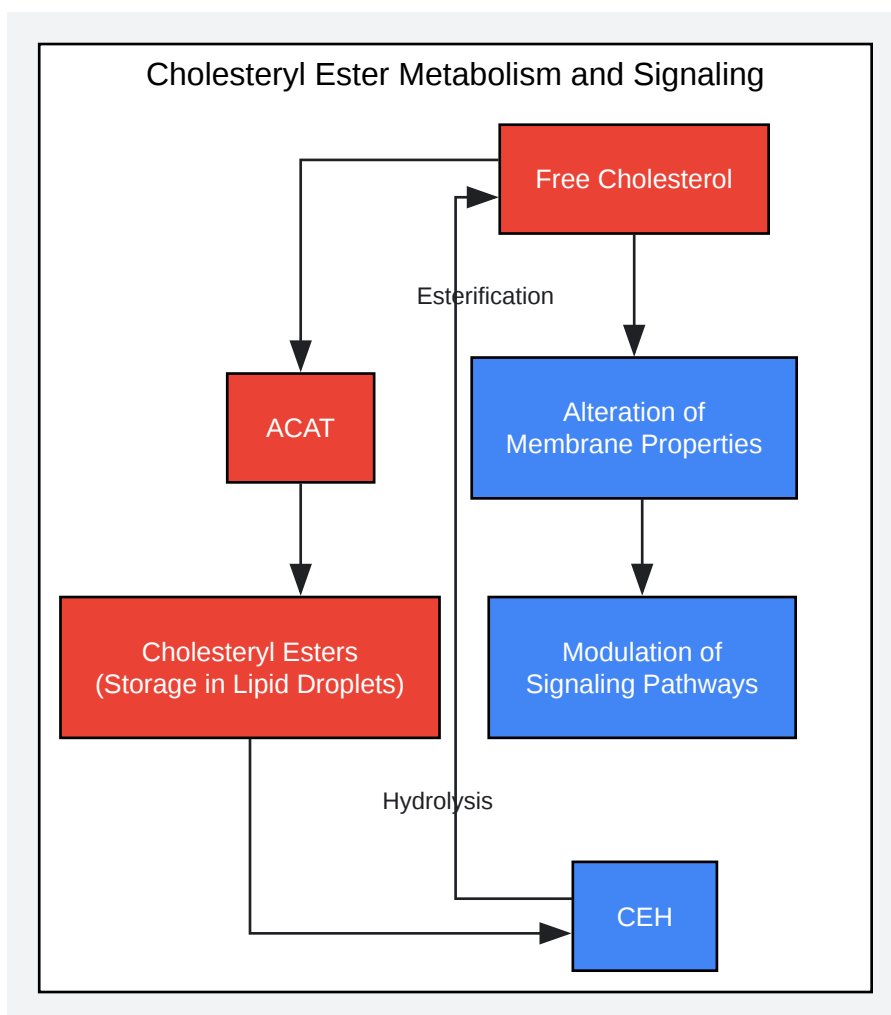 Cholesteryl Ester Metabolism and Signaling
Free Cholesterol
Esterification
Alteration of
Membrane Properties
ACAT
Cholesteryl Esters
(Storage in Lipid Droplets)
Modulation of
Signaling Pathways
Hydrolysis
CEH